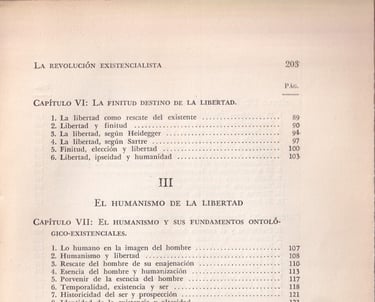 LA REVOLUCIÓN EXISTENCIALISTA 203
PÁG.
CAPÍTULO VI: LA FINITUD DESTINO DE LA LIBERTAD.
1. La libertad como rescate del existente 89
2. Libertad y finitud 90
3. La libertad, según Heidegger 94
4. La libertad, según Sartre 97
5. Finitud, elección y libertad 100
6. Libertad, ipseidad y humanidad 103
III
EL HUMANISMO DE LA LIBERTAD
CAPÍTULO VII: EL HUMANISMO Y SUS FUNDAMENTOS ONTOLÓ-
GICO-EXISTENCIALES.
1. Lo humano en la imagen del hombre 107
2. Humanismo y libertad 108
3. Rescate del hombre de su enajenación 110
4. Esencia del hombre y humanización 113
5. Porvenir de la esencia del hombre 117
6. Temporalidad, existencia y ser 118
7. Historicidad del ser y prospección 121